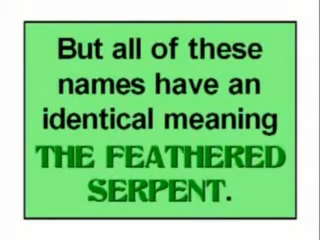 But all of these
names have an
identical meaning
THE FEATHERED
SERPENT.